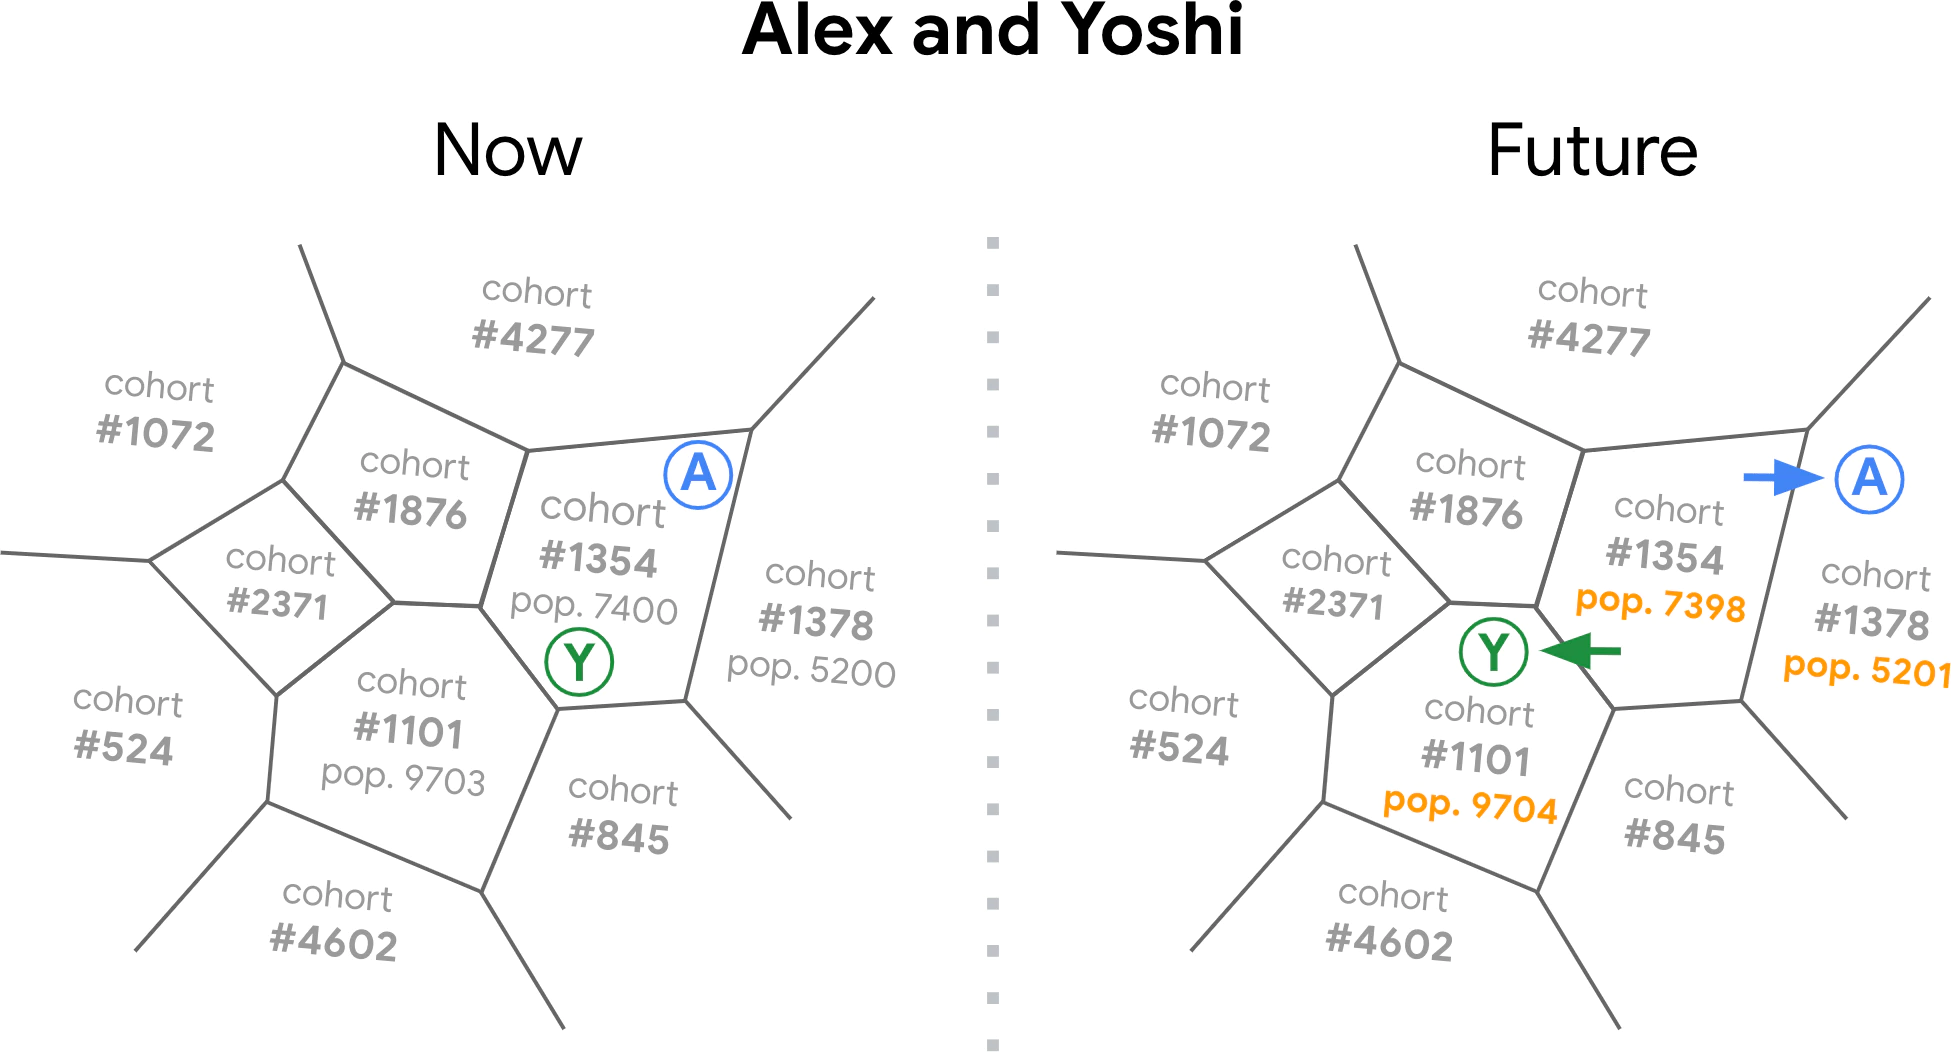 Alex and Yoshi
Now
cohort
#4277
cohort
#1072
cohort
#1876
A
cohort
#1354
pop. 7400
cohort
#2371
cohort
#1378
pop. 5200
Y
cohort
#1101
pop. 9703
cohort
#524
cohort
#845
cohort
#4602
Future
cohort
#4277
cohort
#1072
cohort
#1876
A
cohort
#1354
pop. 7398
cohort
#2371
cohort
#1378
pop. 5201
Y
cohort
#1101
pop. 9704
cohort
#524
cohort
#845
cohort
#4602